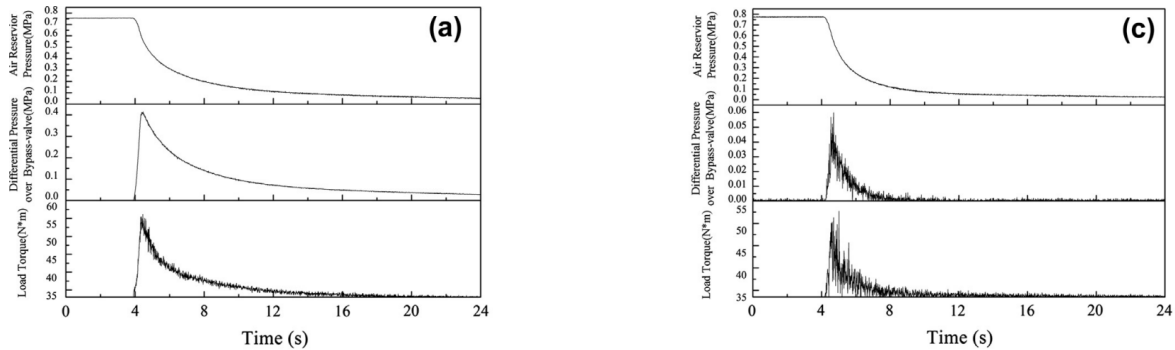 (a)
Air Reservior
Pressure(MPa)
0.8
0.7
0.6
0.5
0.4
0.3
0.2
0.1
0.0
Differential Pressure
over Bypass-valve(MPa)
0.4
0.3
0.2
0.1
0.0
Load Torque(N*m)
60
55
50
45
40
35
0 4 8 12 16 20 24
Time (s)
(c)
Air Reservior
Pressure(MPa)
0.8
0.7
0.6
0.5
0.4
0.3
0.2
0.1
0.0
Differential Pressure
over Bypass-valve(MPa)
0.06
0.05
0.04
0.03
0.02
0.01
0.00
Load Torque(N*m)
55
50
45
40
35
0 4 8 12 16 20 24
Time (s)